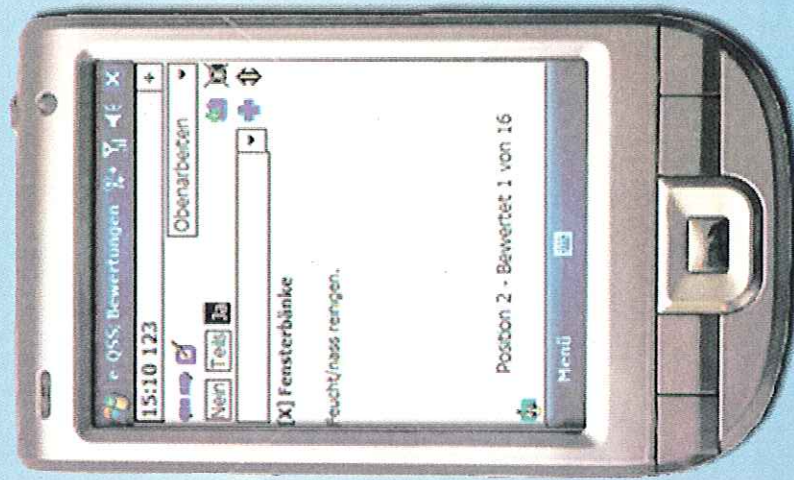 e-QSS: Bewertungen
15:10 123
Obenarbeiten
Nein Teils Ja
[X] Fensterbänke
Feucht/nass reinigen.
Position 2 - Bewertet 1 von 16
Menü